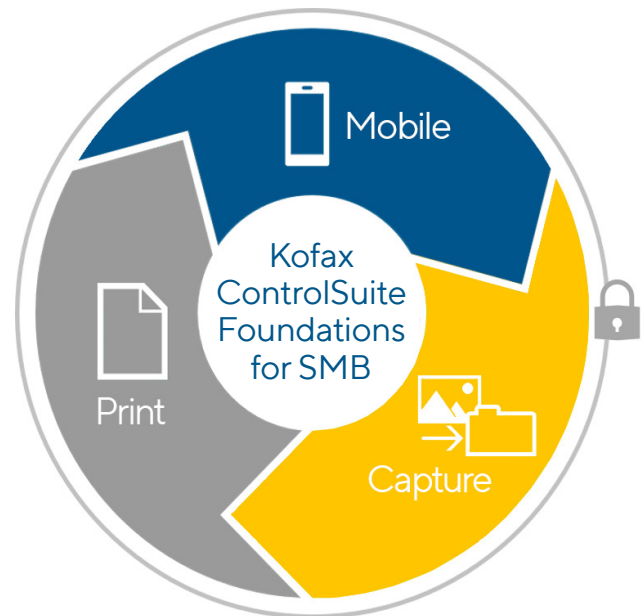 Mobile
Kofax
ControlSuite
Foundations
for SMB
Print
Capture